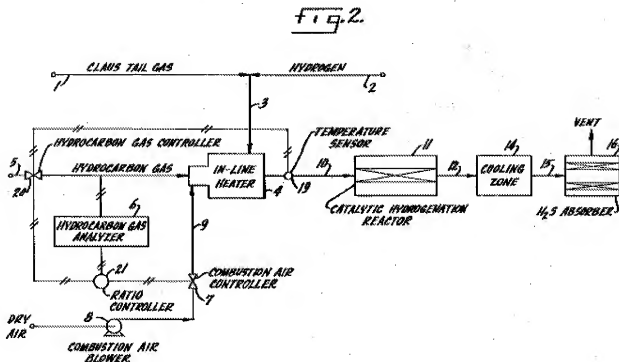 Fig. 2.
CLAUS TAIL GAS
HYDROGEN
1
2
3
VENT
HYDROCARBON GAS CONTROLLER
TEMPERATURE
SENSOR
5
HYDROCARBON GAS
IN-LINE
HEATER
10
11
12
14
COOLING
ZONE
15
16
20
4
19
6
CATALYTIC HYDROGENATION
REACTOR
H2S ABSORBER
HYDROCARBON GAS
ANALYZER
9
21
RATIO
CONTROLLER
COMBUSTION AIR
CONTROLLER
7
DRY
AIR
8
COMBUSTION AIR
BLOWER